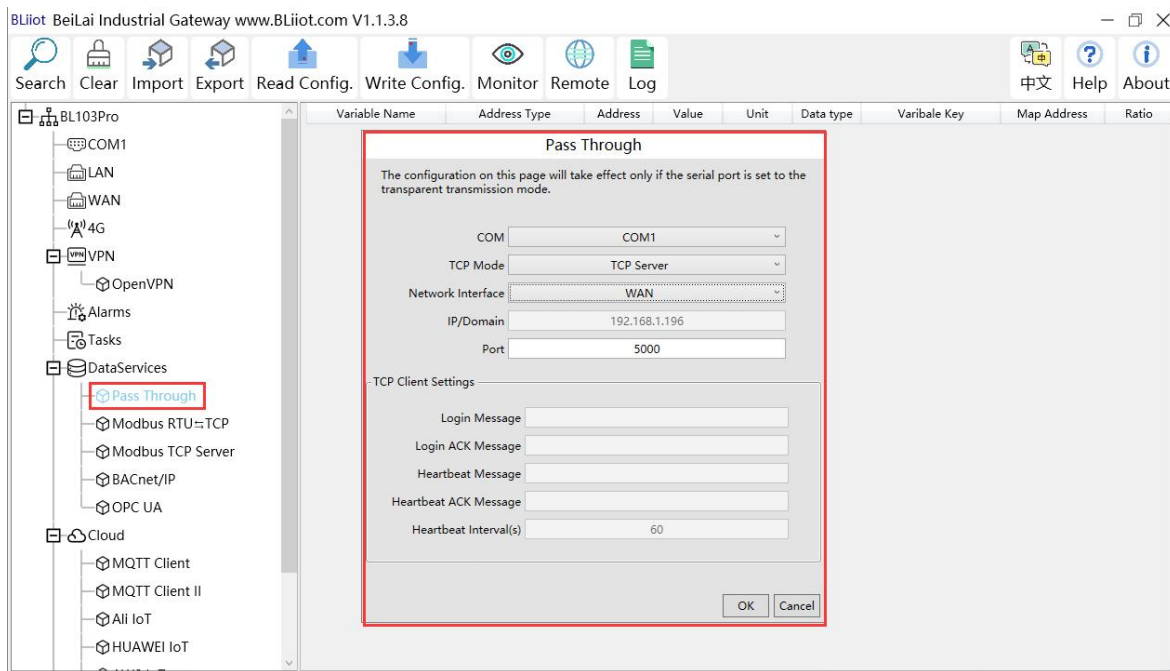 BLiiot BeiLai Industrial Gateway www.BLiiot.com V1.1.3.8
Search Clear Import Export Read Config. Write Config. Monitor Remote Log 中文 Help About
BL103Pro
COM1
LAN
WAN
4G
VPN VPN
OpenVPN
Alarms
Tasks
DataServices
Pass Through
Modbus RTU⇆TCP
Modbus TCP Server
BACnet/IP
OPC UA
Cloud
MQTT Client
MQTT Client II
Ali IoT
HUAWEI IoT
Variable Name Address Type Address Value Unit Data type Varibale Key Map Address Ratio
Pass Through
The configuration on this page will take effect only if the serial port is set to the
transparent transmission mode.
COM COM1
TCP Mode TCP Server
Network Interface WAN
IP/Domain 192.168.1.196
Port 5000
TCP Client Settings
Login Message
Login ACK Message
Heartbeat Message
Heartbeat ACK Message
Heartbeat Interval(s) 60
OK Cancel